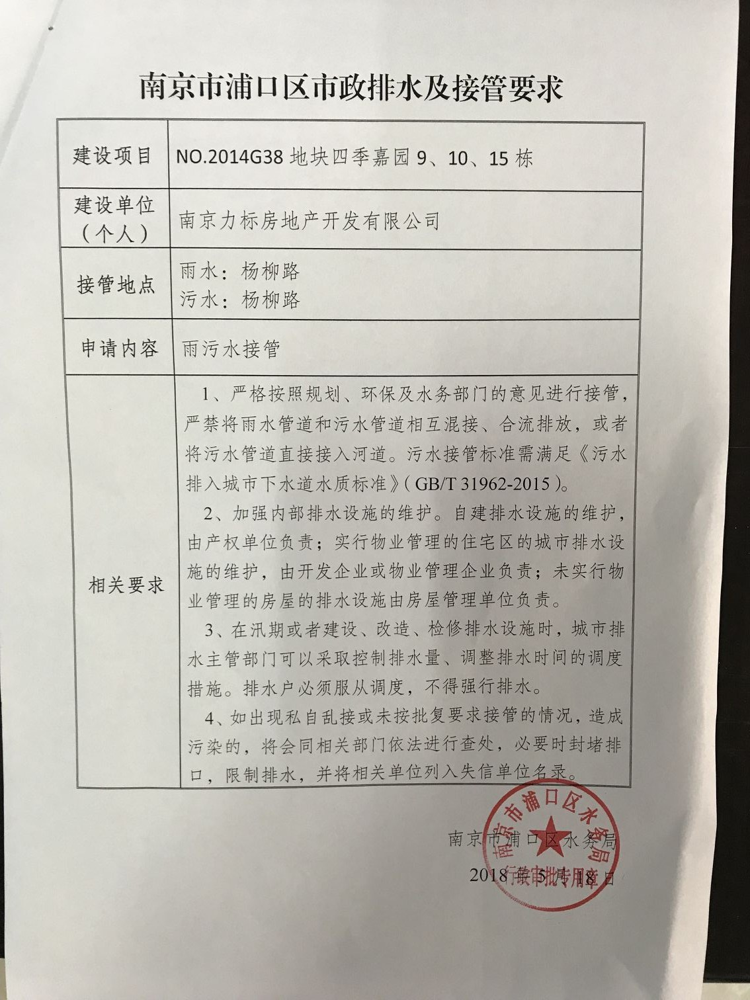 南京市浦口区市政排水及接管要求
建设项目
NO.2014G38 地块四季嘉园 9、10、15 栋
建设单位
（个人）
南京力标房地产开发有限公司
接管地点
雨水：杨柳路
污水：杨柳路
申请内容
雨污水接管
相关要求
1、严格按照规划、环保及水务部门的意见进行接管，
严禁将雨水管道和污水管道相互混接、合流排放，或者
将污水管道直接接入河道。污水接管标准需满足《污水
排入城市下水道水质标准》（GB/T 31962-2015）。
2、加强内部排水设施的维护。自建排水设施的维护，
由产权单位负责；实行物业管理的住宅区的城市排水设
施的维护，由开发企业或物业管理企业负责；未实行物
业管理的房屋的排水设施由房屋管理单位负责。
3、在汛期或者建设、改造、检修排水设施时，城市排
水主管部门可以采取控制排水量、调整排水时间的调度
措施。排水户必须服从调度，不得强行排水。
4、如出现私自乱接或未按批复要求接管的情况，造成
污染的，将会同相关部门依法进行查处，必要时封堵排
口，限制排水，并将相关单位列入失信单位名录。
南京市浦口区水务局
2018 年 5 月 18 日
南京市浦口区水务局
行政审批专用章